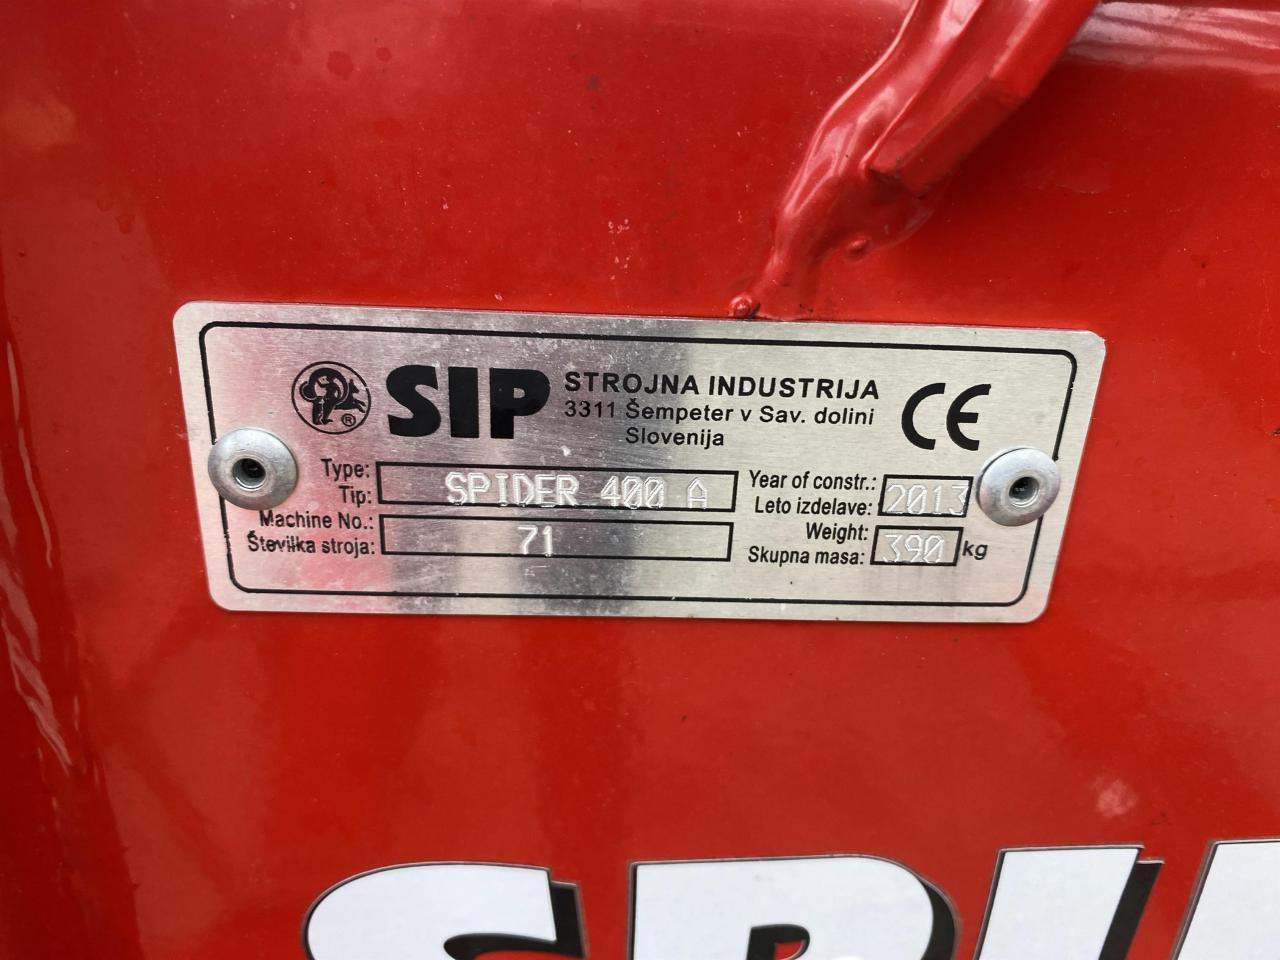 SIP STROJNA INDUSTRIJA
3311 Šempeter v Sav. dolini
Slovenija
CE
®
Type:
Tip:
SPIDER 400 A
Machine No.:
Številka stroja:
71
Year of constr.:
Leto izdelave:
2013
Weight:
Skupna masa:
390 kg